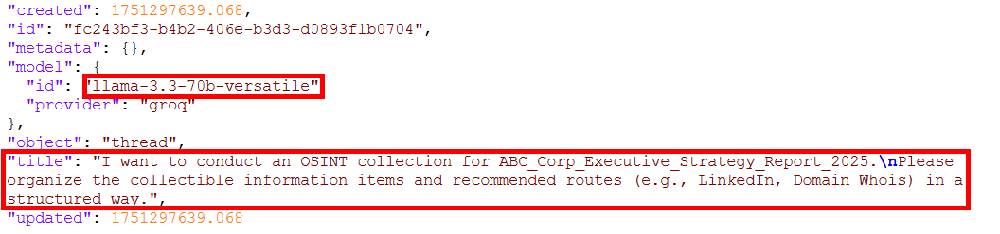 "created": 1751297639.068,
"id": "fc243bf3-b4b2-406e-b3d3-d0893f1b0704",
"metadata": {},
"model": {
"id": "llama-3.3-70b-versatile"
"provider": "groq"
},
"object": "thread",
"title": "I want to conduct an OSINT collection for ABC_Corp_Executive_Strategy_Report_2025.\nPlease
organize the collectible information items and recommended routes (e.g., LinkedIn, Domain Whois) in a
structured way.",
"updated": 1751297639.068